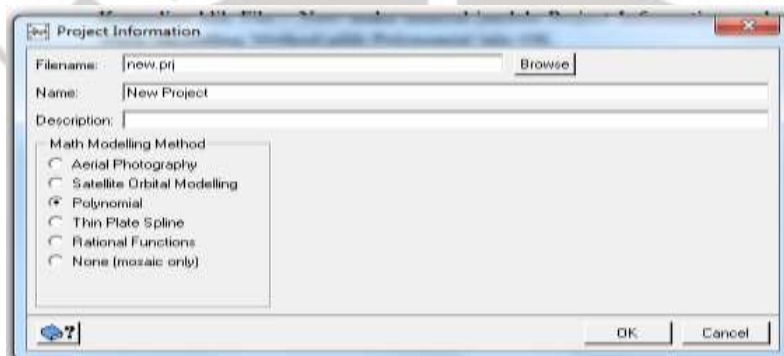 Project Information
Filename: new.prj Browse
Name: New Project
Description:
Math Modelling Method
Aerial Photography
Satellite Orbital Modelling
Polynomial
Thin Plate Spline
Rational Functions
None (mosaic only)
?
OK Cancel